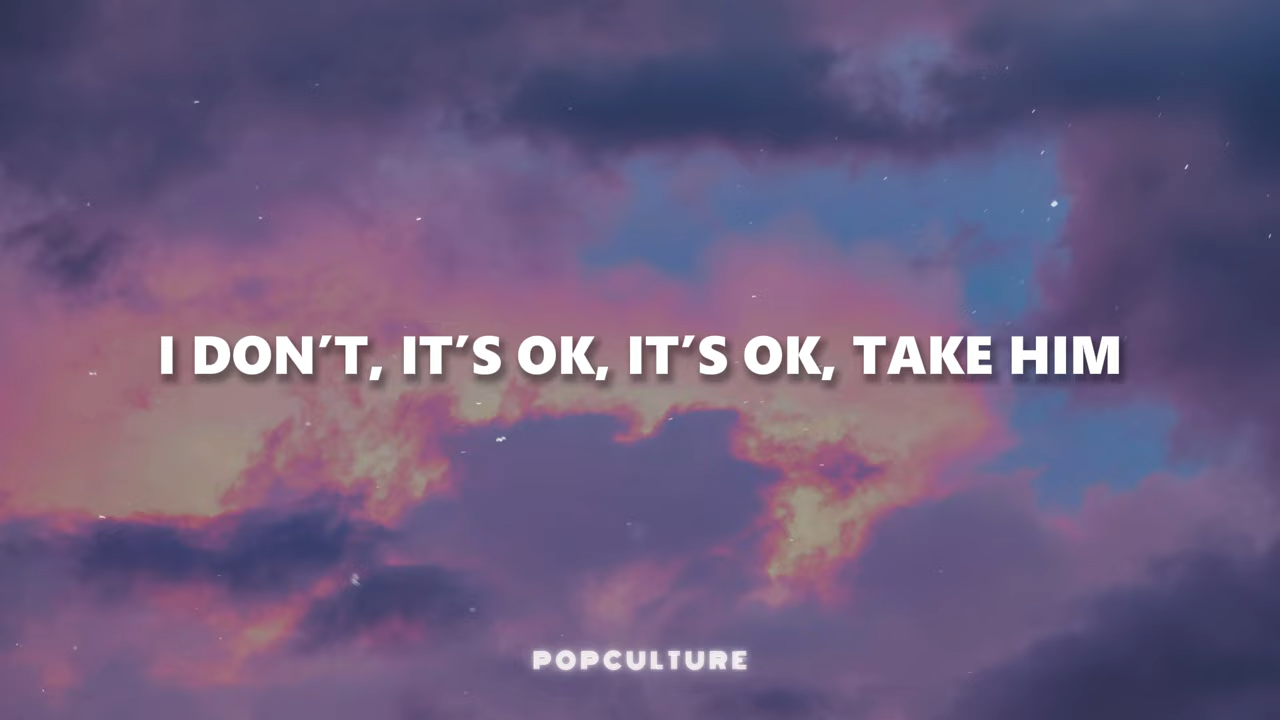 I DON’T, IT’S OK, IT’S OK, TAKE HIM
POPCULTURE